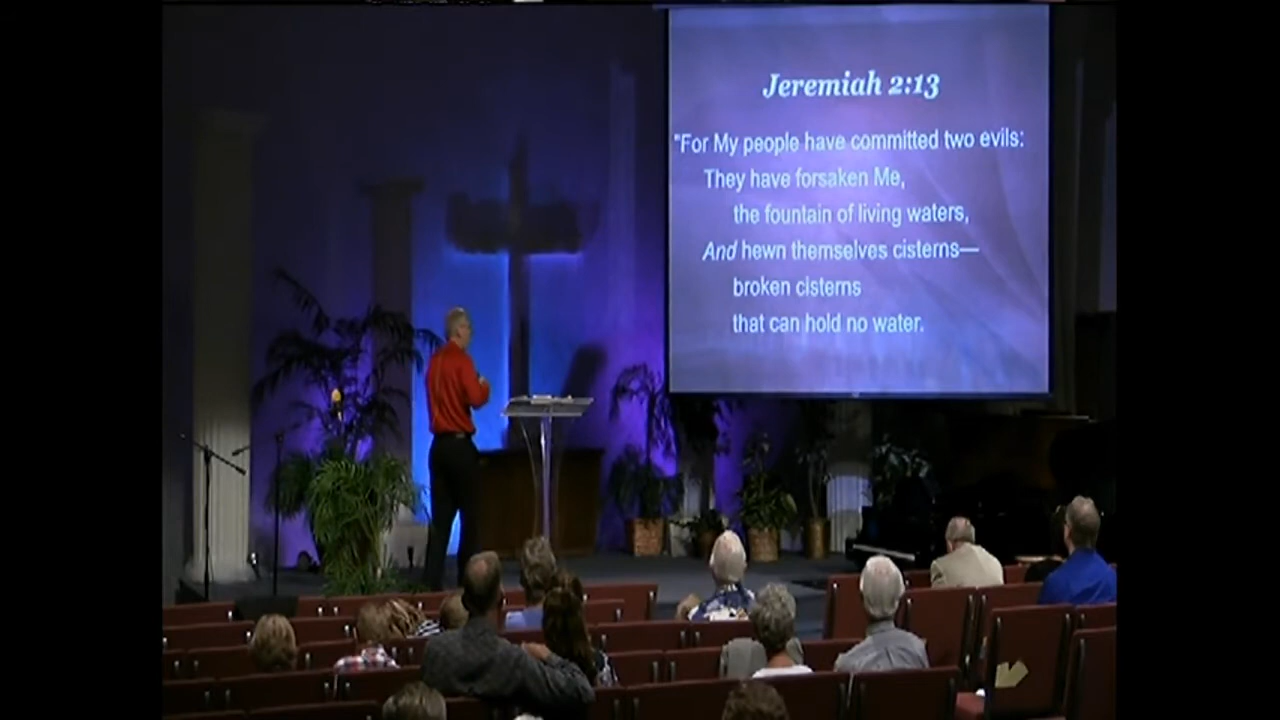 Jeremiah 2:13
"For My people have committed two evils:
They have forsaken Me,
the fountain of living waters,
And hewn themselves cisterns—
broken cisterns
that can hold no water.